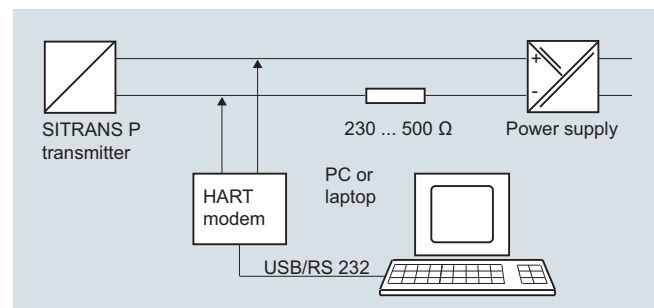 +
-
SITRANS P
transmitter
230 ... 500 Ω
Power supply
PC or
laptop
HART
modem
USB/RS 232